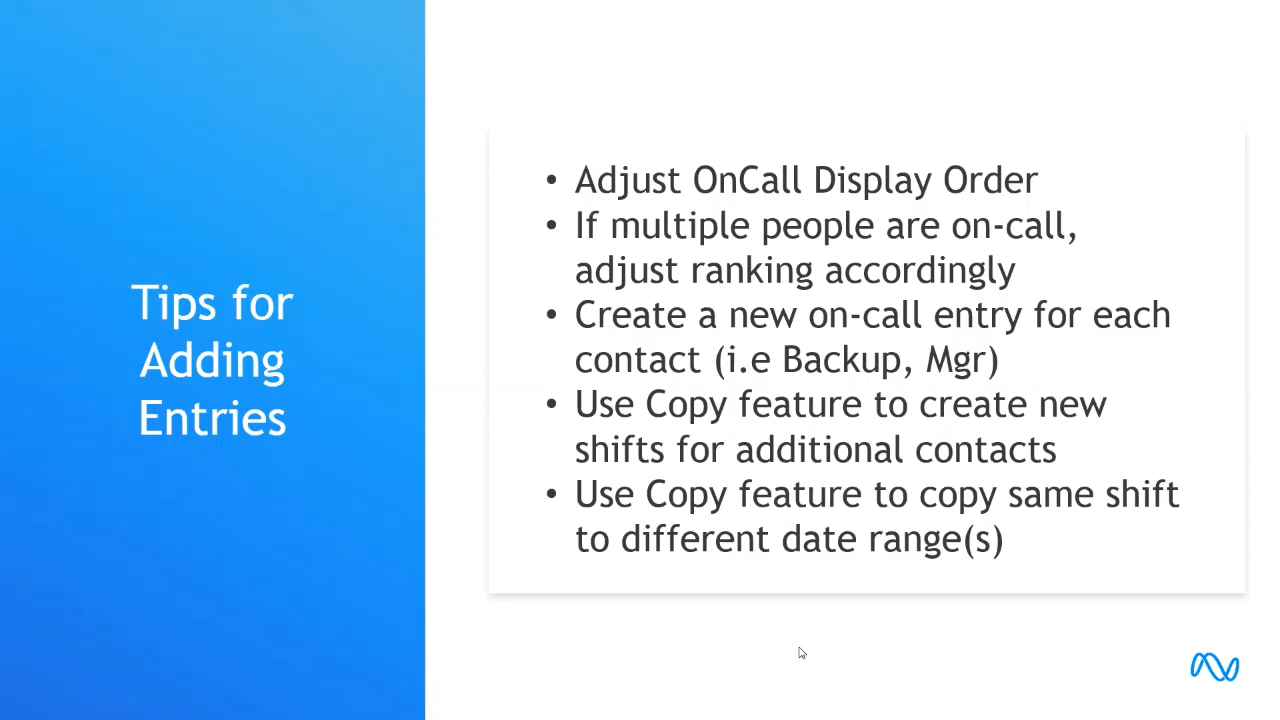 Tips for
Adding
Entries
• Adjust OnCall Display Order
• If multiple people are on-call,
adjust ranking accordingly
• Create a new on-call entry for each
contact (i.e Backup, Mgr)
• Use Copy feature to create new
shifts for additional contacts
• Use Copy feature to copy same shift
to different date range(s)